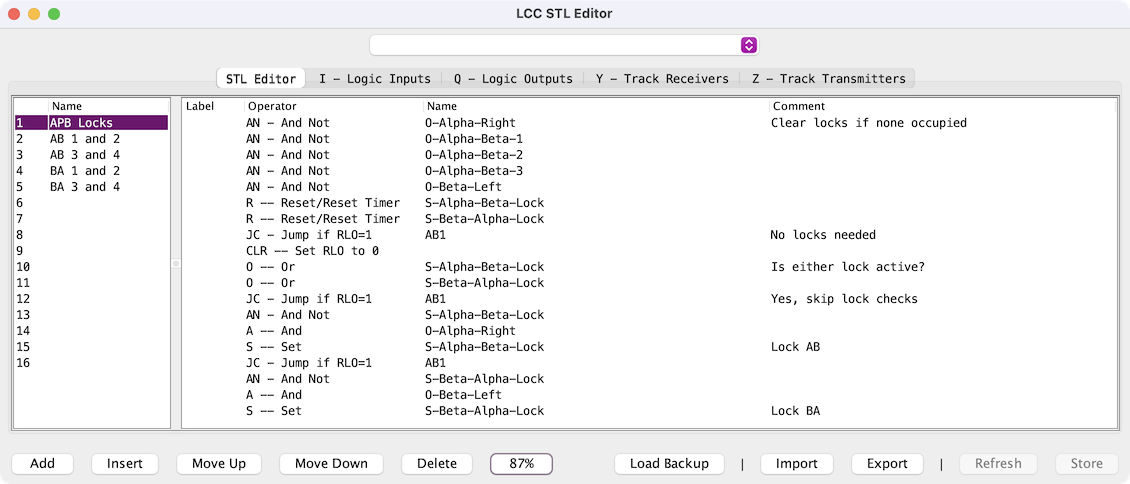 LCC STL Editor
STL Editor I - Logic Inputs Q - Logic Outputs Y - Track Receivers Z - Track Transmitters
Name
1 APB Locks
2 AB 1 and 2
3 AB 3 and 4
4 BA 1 and 2
5 BA 3 and 4
6
7
8
9
10
11
12
13
14
15
16
Label Operator Name Comment
AN - And Not O-Alpha-Right Clear locks if none occupied
AN - And Not O-Alpha-Beta-1
AN - And Not O-Alpha-Beta-2
AN - And Not O-Alpha-Beta-3
AN - And Not O-Beta-Left
R -- Reset/Reset Timer S-Alpha-Beta-Lock
R -- Reset/Reset Timer S-Beta-Alpha-Lock
JC - Jump if RLO=1 AB1 No locks needed
CLR -- Set RLO to 0
O -- Or S-Alpha-Beta-Lock Is either lock active?
O -- Or S-Beta-Alpha-Lock
JC - Jump if RLO=1 AB1 Yes, skip lock checks
AN - And Not S-Alpha-Beta-Lock
A -- And O-Alpha-Right
S -- Set S-Alpha-Beta-Lock Lock AB
JC - Jump if RLO=1 AB1
AN - And Not S-Beta-Alpha-Lock
A -- And O-Beta-Left
S -- Set S-Beta-Alpha-Lock Lock BA
Add Insert Move Up Move Down Delete 87% Load Backup | Import Export | Refresh Store